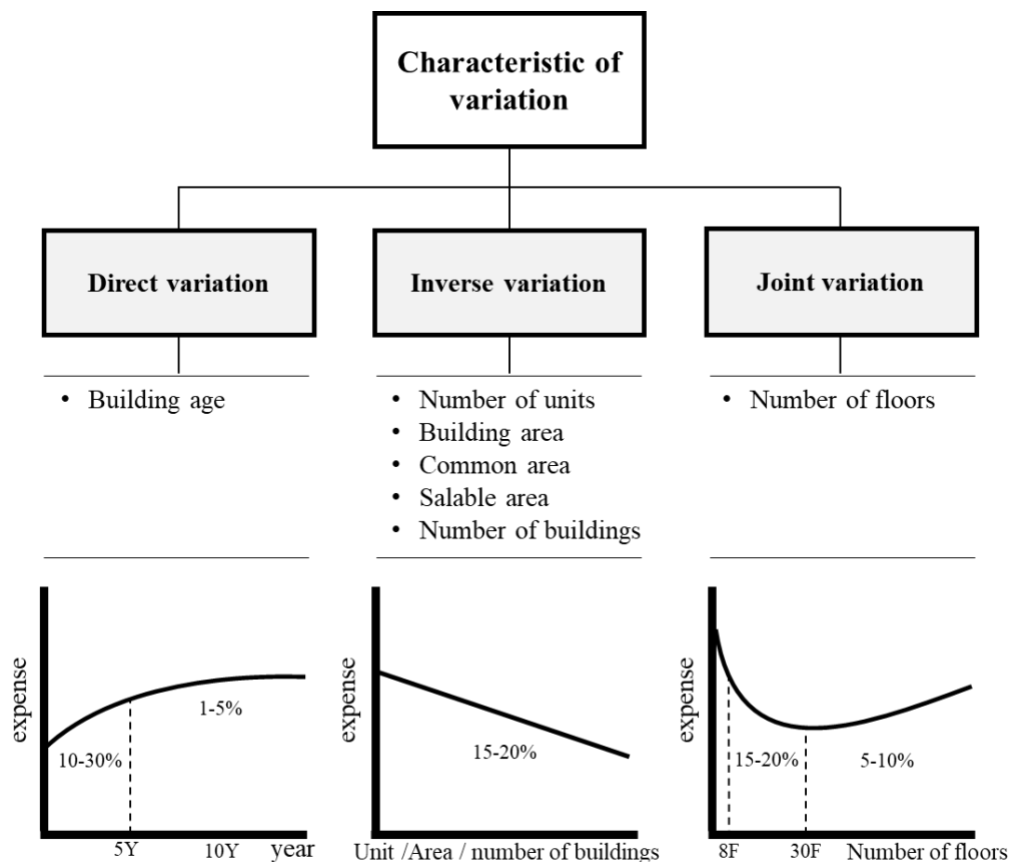 Characteristic of
variation
Direct variation
Inverse variation
Joint variation
• Building age
• Number of units
• Building area
• Common area
• Salable area
• Number of buildings
• Number of floors
expense
10-30%
1-5%
5Y
10Y
year
expense
15-20%
Unit /Area / number of buildings
expense
15-20%
5-10%
8F
30F
Number of floors